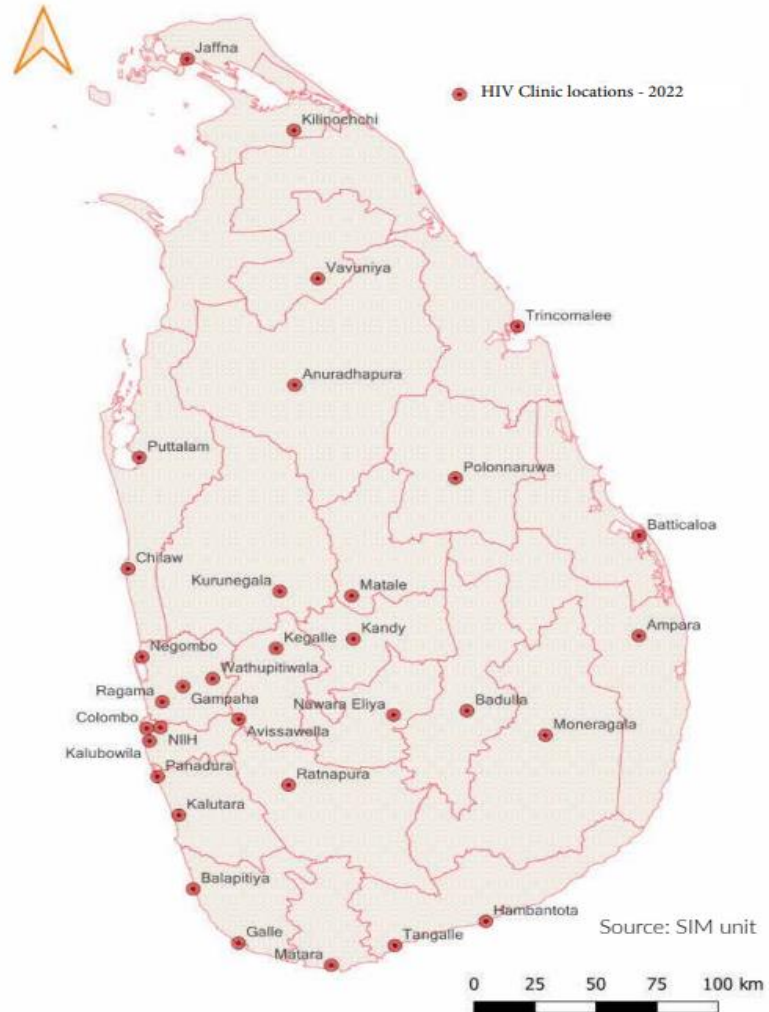 Jaffna
HIV Clinic locations - 2022
Kilinochchi
Vavuniya
Trincomalee
Anuradhapura
Puttalam
Polonnaruwa
Batticaloa
Chilaw
Kurunegala
Matale
Ampara
Kandy
Kegalle
Negombo
Wathupitiwala
Ragama
Gampaha
Nuwara Eliya
Badulla
Colombo
NIIH
Avissawella
Moneragala
Kalubowila
Panadura
Ratnapura
Kalutara
Balapitiya
Hambantota
Source: SIM unit
Galle
Tangalle
Matara
0 25 50 75 100 km